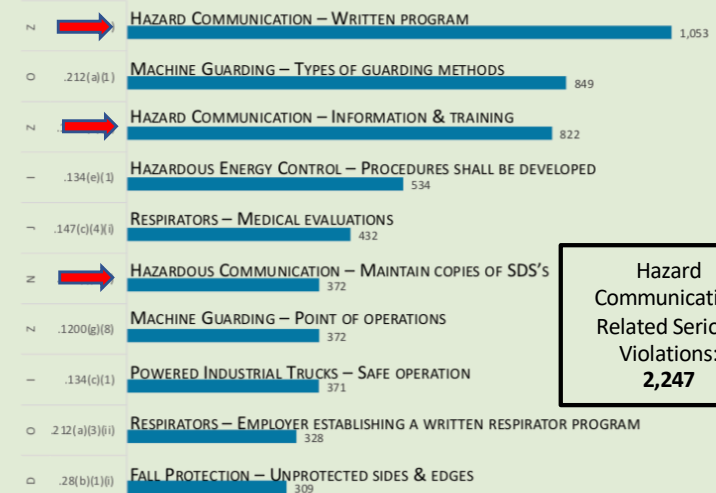 Z HAZARD COMMUNICATION – WRITTEN PROGRAM
1,053
O .212(a)(1) MACHINE GUARDING – TYPES OF GUARDING METHODS
849
Z HAZARD COMMUNICATION – INFORMATION & TRAINING
822
I .134(e)(1) HAZARDOUS ENERGY CONTROL – PROCEDURES SHALL BE DEVELOPED
534
J .147(c)(4)(i) RESPIRATORS – MEDICAL EVALUATIONS
432
N HAZARDOUS COMMUNICATION – MAINTAIN COPIES OF SDS'S
372
Z .1200(g)(8) MACHINE GUARDING – POINT OF OPERATIONS
372
I .134(c)(1) POWERED INDUSTRIAL TRUCKS – SAFE OPERATION
371
O .212(a)(3)(ii) RESPIRATORS – EMPLOYER ESTABLISHING A WRITTEN RESPIRATOR PROGRAM
328
D .28(b)(1)(i) FALL PROTECTION – UNPROTECTED SIDES & EDGES
309
Hazard
Communicati
Related Serio
Violations:
2,247